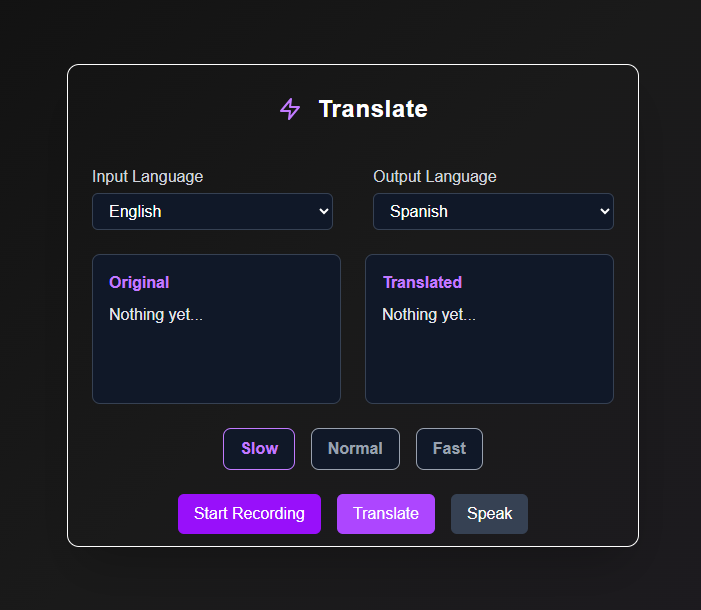 Translate
Input Language
Output Language
English
Spanish
Original
Translated
Nothing yet...
Nothing yet...
Slow
Normal
Fast
Start Recording
Translate
Speak